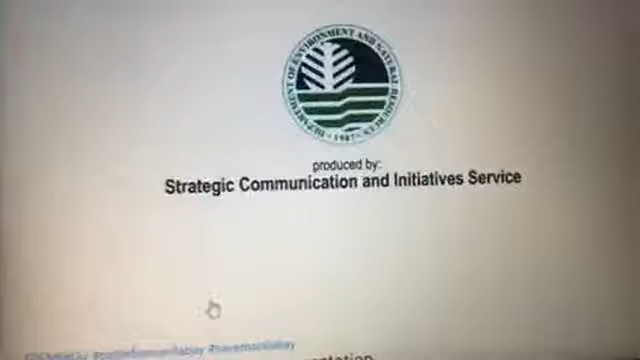 DEPARTMENT OF ENVIRONMENT AND NATURAL RESOURCES
1987
produced by:
Strategic Communication and Initiatives Service